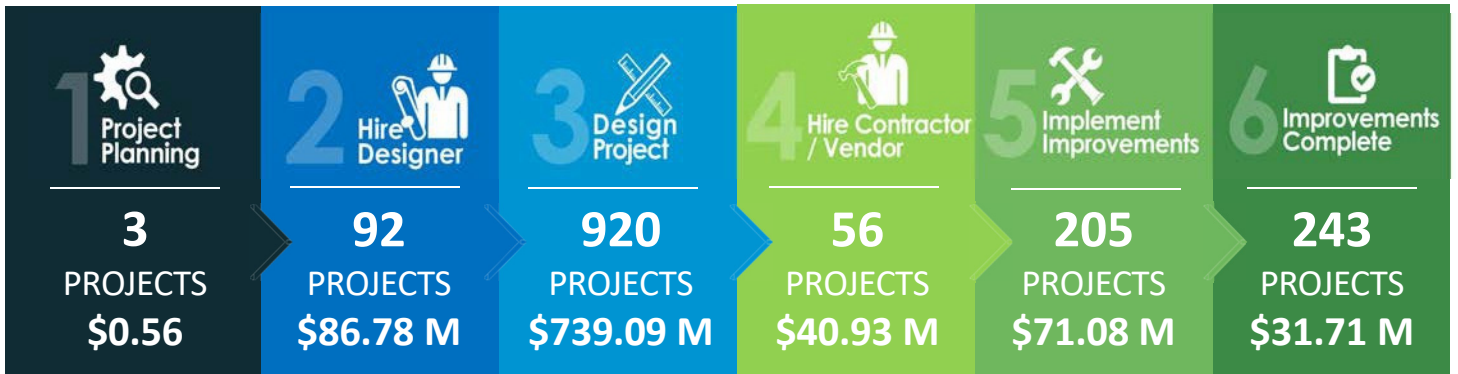 1
Project
Planning
3
PROJECTS
$0.56
2
Hire
Designer
92
PROJECTS
$86.78 M
3
Design
Project
920
PROJECTS
$739.09 M
4
Hire Contractor
/ Vendor
56
PROJECTS
$40.93 M
5
Implement
Improvements
205
PROJECTS
$71.08 M
6
Improvements
Complete
243
PROJECTS
$31.71 M